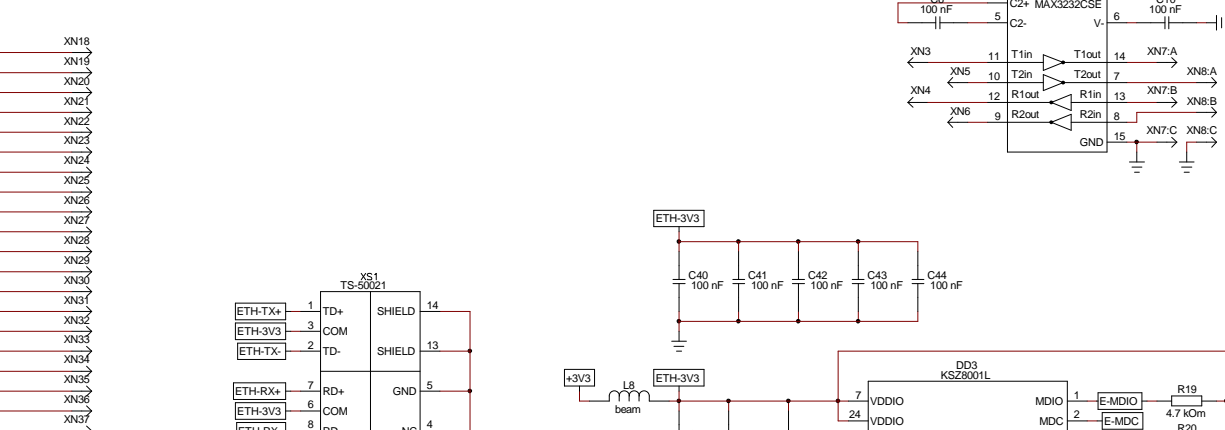 C2+ MAX3232CSE
100 nF
5 C2-
V- 6
100 nF
XN3
11 T1in T1out 14
XN7:A
XN5
10 T2in T2out 7
XN8:A
XN4
12 R1out R1in 13
XN7:B
XN6
9 R2out R2in 8
XN8:B
GND 15
XN7:C XN8:C
XN18
XN19
XN20
XN21
XN22
XN23
XN24
XN25
XN26
XN27
XN28
XN29
XN30
XN31
XN32
XN33
XN34
XN35
XN36
XN37
ETH-3V3
C40
100 nF
C41
100 nF
C42
100 nF
C43
100 nF
C44
100 nF
XS1
TS-50021
ETH-TX+ 1 TD+ SHIELD 14
ETH-3V3 3 COM
ETH-TX- 2 TD- SHIELD 13
ETH-RX+ 7 RD+ GND 5
ETH-3V3 6 COM
8 4
+3V3
L8
beam
ETH-3V3
DD3
KSZ8001L
7 VDDIO MDIO 1 E-MDIO
24 VDDIO MDC 2 E-MDC
R19
4.7 kOm
R20